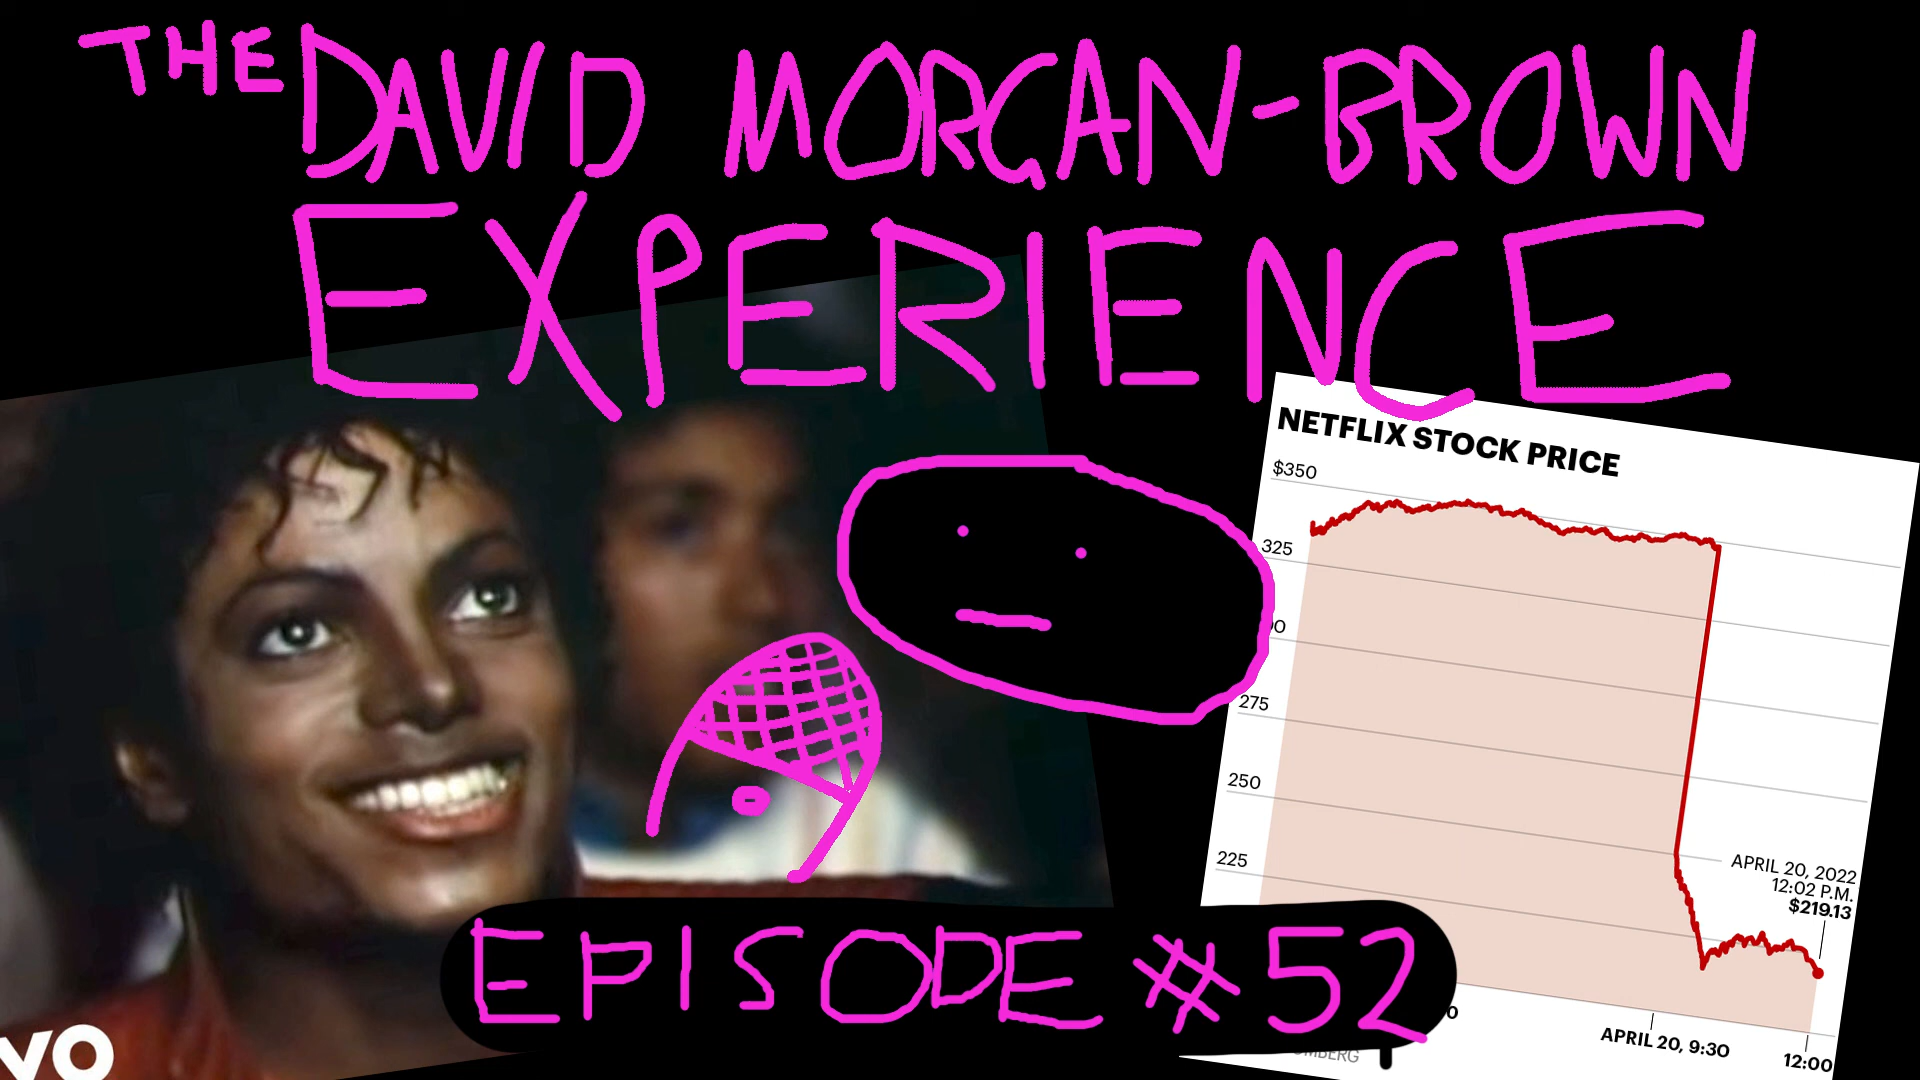 THE DAVID MORGAN-BROWN
EXPERIENCE
NETFLIX STOCK PRICE
$350
325
275
250
225
APRIL 20, 2022
12:02 P.M.
$219.13
EPISODE #52
APRIL 20, 9:30
12:00